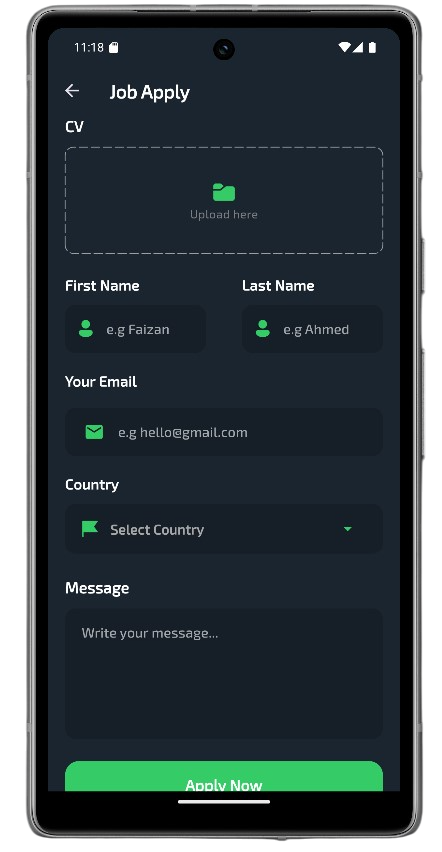 11:18
Job Apply
CV
Upload here
First Name Last Name
e.g Faizan e.g Ahmed
Your Email
e.g hello@gmail.com
Country
Select Country
Message
Write your message...
Apply Now